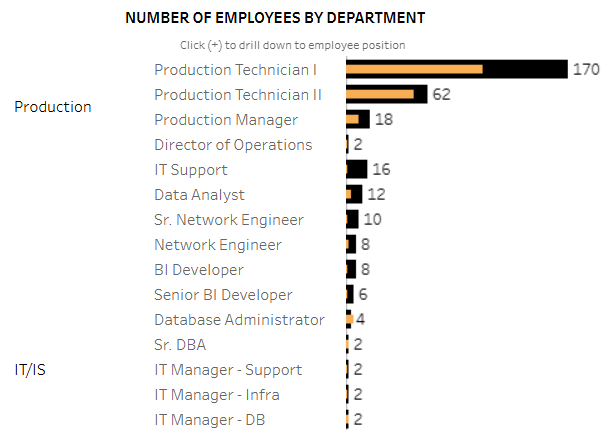 NUMBER OF EMPLOYEES BY DEPARTMENT
Click (+) to drill down to employee position
Production
Production Technician I 170
Production Technician II 62
Production Manager 18
Director of Operations 2
IT/IS
IT Support 16
Data Analyst 12
Sr. Network Engineer 10
Network Engineer 8
BI Developer 8
Senior BI Developer 6
Database Administrator 4
Sr. DBA 2
IT Manager - Support 2
IT Manager - Infra 2
IT Manager - DB 2